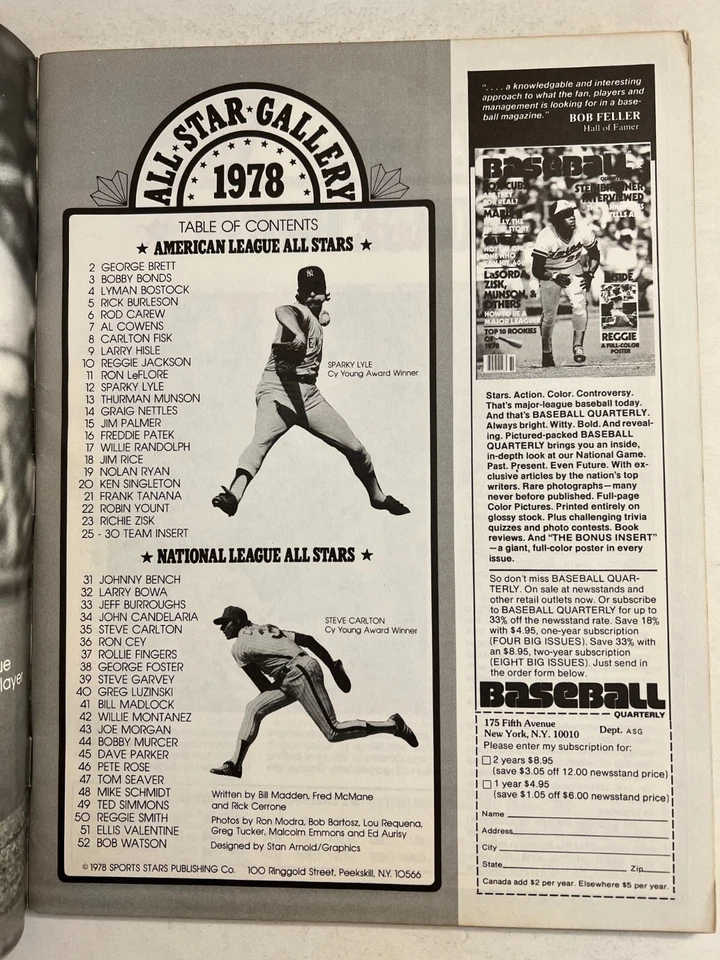 ue
layer
ALL★STAR★GALLERY
1978
TABLE OF CONTENTS
★ AMERICAN LEAGUE ALL STARS ★
2 GEORGE BRETT
3 BOBBY BONDS
4 LYMAN BOSTOCK
5 RICK BURLESON
6 ROD CAREW
7 AL COWENS
8 CARLTON FISK
9 LARRY HISLE
10 REGGIE JACKSON
11 RON LeFLORE
12 SPARKY LYLE
13 THURMAN MUNSON
14 GRAIG NETTLES
15 JIM PALMER
16 FREDDIE PATEK
17 WILLIE RANDOLPH
18 JIM RICE
19 NOLAN RYAN
20 KEN SINGLETON
21 FRANK TANANA
22 ROBIN YOUNT
23 RICHIE ZISK
25 - 30 TEAM INSERT
SPARKY LYLE
Cy Young Award Winner
★ NATIONAL LEAGUE ALL STARS ★
31 JOHNNY BENCH
32 LARRY BOWA
33 JEFF BURROUGHS
34 JOHN CANDELARIA
35 STEVE CARLTON
36 RON CEY
37 ROLLIE FINGERS
38 GEORGE FOSTER
39 STEVE GARVEY
40 GREG LUZINSKI
41 BILL MADLOCK
42 WILLIE MONTANEZ
43 JOE MORGAN
44 BOBBY MURCER
45 DAVE PARKER
46 PETE ROSE
47 TOM SEAVER
48 MIKE SCHMIDT
49 TED SIMMONS
50 REGGIE SMITH
51 ELLIS VALENTINE
52 BOB WATSON
STEVE CARLTON
Cy Young Award Winner
Written by Bill Madden, Fred McMane
and Rick Cerrone
Photos by Ron Modra, Bob Bartosz, Lou Requena,
Greg Tucker, Malcolm Emmons and Ed Aurisy
Designed by Stan Arnold/Graphics
© 1978 SPORTS STARS PUBLISHING Co. 100 Ringgold Street, Peekskill, N.Y. 10566
". . . . a knowledgable and interesting
approach to what the fan, players and
management is looking for in a base-
ball magazine."
BOB FELLER
Hall of Famer
Baseball
STEINBRENNER
INTERVIEWED
LaSORDA,
ZISK,
MUNSON, &
OTHERS
HOW TO BE A
MAJOR LEAGUER
TOP 10 ROOKIES
OF
1978
INSIDE
REGGIE
A FULL-COLOR
POSTER
Stars. Action. Color. Controversy.
That's major-league baseball today.
And that's BASEBALL QUARTERLY.
Always bright. Witty. Bold. And reveal-
ing. Pictured-packed BASEBALL
QUARTERLY brings you an inside,
in-depth look at our National Game.
Past. Present. Even Future. With ex-
clusive articles by the nation's top
writers. Rare photographs—many
never before published. Full-page
Color Pictures. Printed entirely on
glossy stock. Plus challenging trivia
quizzes and photo contests. Book
reviews. And "THE BONUS INSERT"
—a giant, full-color poster in every
issue.
So don't miss BASEBALL QUAR-
TERLY. On sale at newsstands and
other retail outlets now. Or subscribe
to BASEBALL QUARTERLY for up to
33% off the newsstand rate. Save 18%
with $4.95, one-year subscription
(FOUR BIG ISSUES). Save 33% with
an $8.95, two-year subscription
(EIGHT BIG ISSUES). Just send in
the order form below.
Baseball
QUARTERLY
175 Fifth Avenue
New York, N.Y. 10010 Dept. ASG
Please enter my subscription for:
2 years $8.95
(save $3.05 off 12.00 newsstand price)
1 year $4.95
(save $1.05 off $6.00 newsstand price)
Name
Address
City
State Zip
Canada add $2 per year. Elsewhere $5 per year.